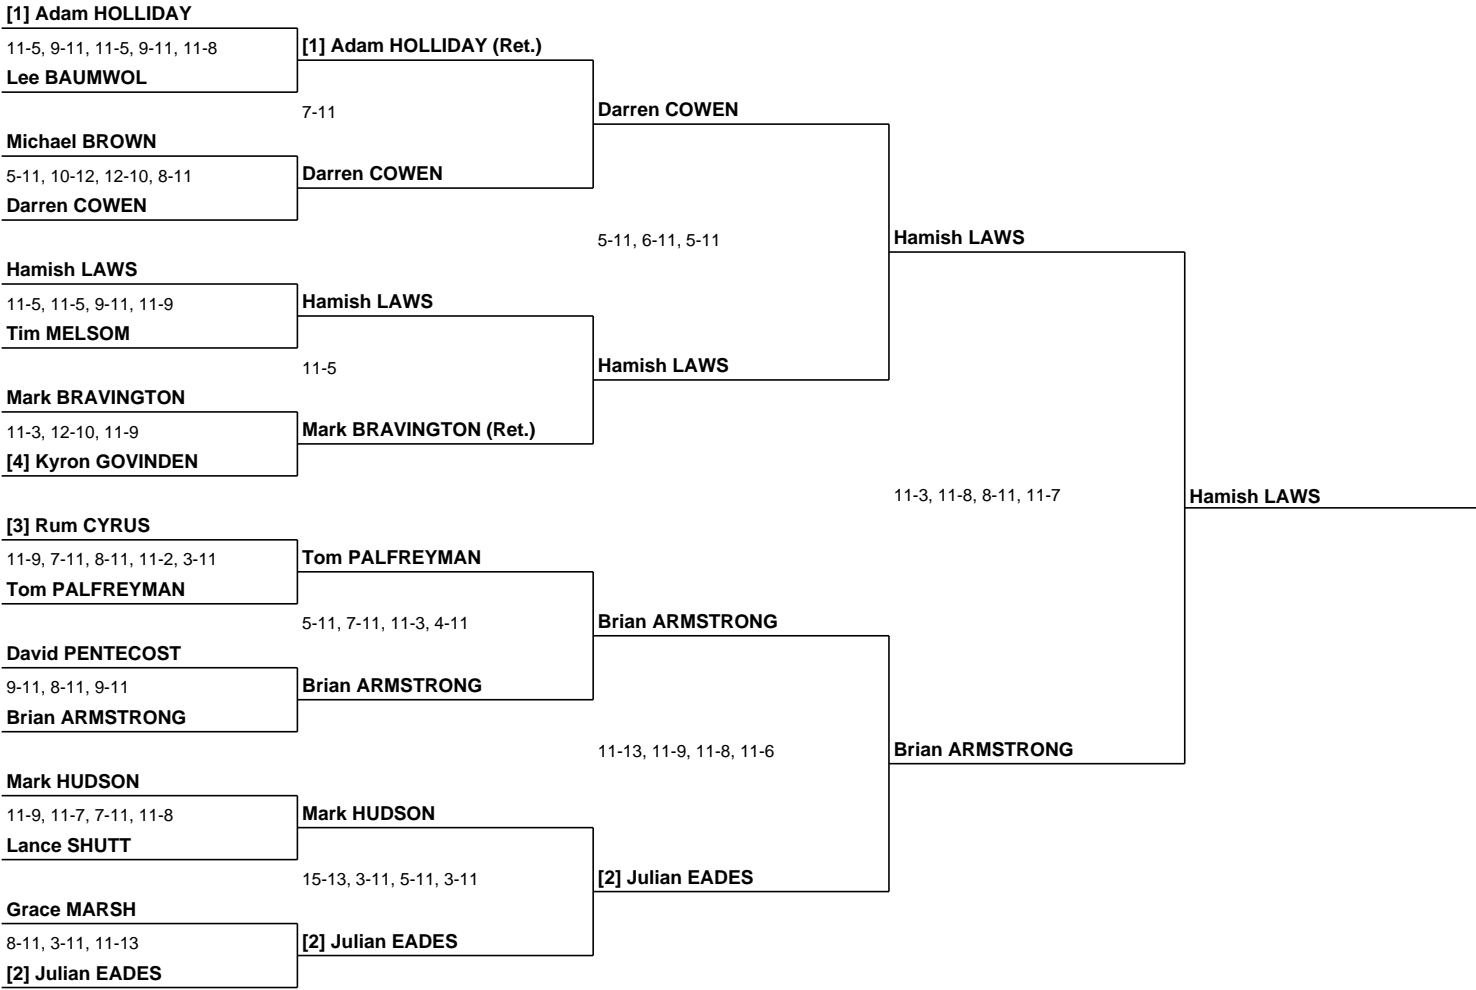 [1] Adam HOLLIDAY
11-5, 9-11, 11-5, 9-11, 11-8
Lee BAUMWOL
Michael BROWN
5-11, 10-12, 12-10, 8-11
Darren COWEN
Hamish LAWS
11-5, 11-5, 9-11, 11-9
Tim MELSOM
Mark BRAVINGTON
11-3, 12-10, 11-9
[4] Kyron GOVINDEN
[3] Rum CYRUS
11-9, 7-11, 8-11, 11-2, 3-11
Tom PALFREYMAN
David PENTECOST
9-11, 8-11, 9-11
Brian ARMSTRONG
Mark HUDSON
11-9, 11-7, 7-11, 11-8
Lance SHUTT
Grace MARSH
8-11, 3-11, 11-13
[2] Julian EADES
[1] Adam HOLLIDAY (Ret.)
7-11
Darren COWEN
Hamish LAWS
11-5
Mark BRAVINGTON (Ret.)
Tom PALFREYMAN
5-11, 7-11, 11-3, 4-11
Brian ARMSTRONG
Mark HUDSON
15-13, 3-11, 5-11, 3-11
[2] Julian EADES
Darren COWEN
5-11, 6-11, 5-11
Hamish LAWS
Brian ARMSTRONG
11-13, 11-9, 11-8, 11-6
[2] Julian EADES
Hamish LAWS
11-3, 11-8, 8-11, 11-7
Brian ARMSTRONG
Hamish LAWS